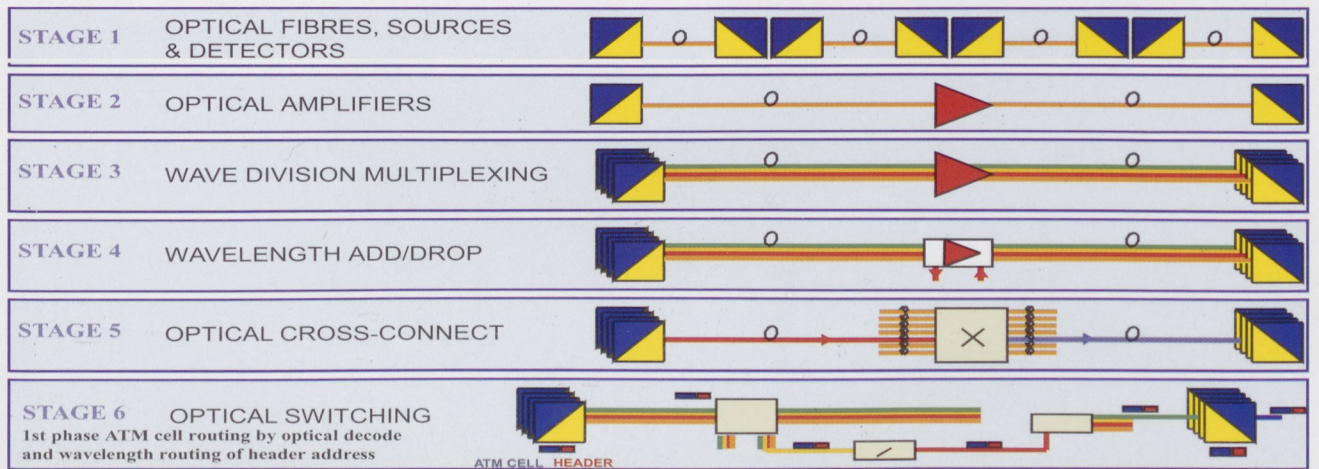 STAGE 1
OPTICAL FIBRES, SOURCES
& DETECTORS
STAGE 2
OPTICAL AMPLIFIERS
STAGE 3
WAVE DIVISION MULTIPLEXING
STAGE 4
WAVELENGTH ADD/DROP
STAGE 5
OPTICAL CROSS-CONNECT
STAGE 6
OPTICAL SWITCHING
1st phase ATM cell routing by optical decode
and wavelength routing of header address
ATM CELL HEADER